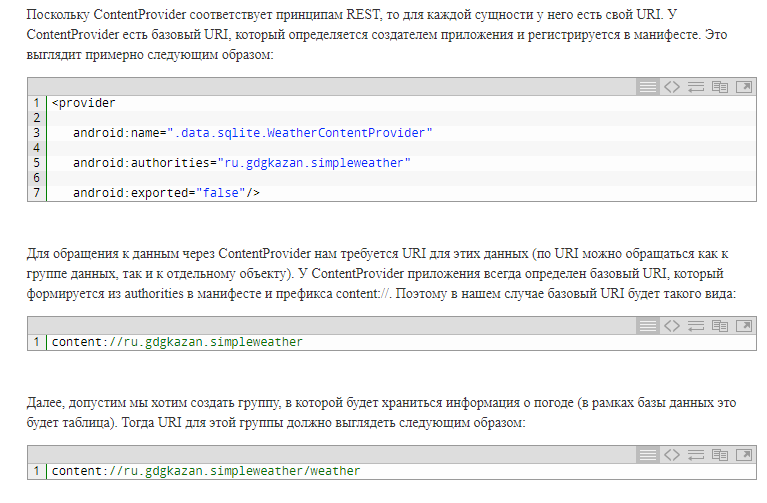 Поскольку ContentProvider соответствует принципам REST, то для каждой сущности у него есть свой URI. У
ContentProvider есть базовый URI, который определяется создателем приложения и регистрируется в манифесте. Это
выглядит примерно следующим образом:
1 <provider
2
3 android:name=".data.sqlite.WeatherContentProvider"
4
5 android:authorities="ru.gdgkazan.simpleweather"
6
7 android:exported="false"/>
Для обращения к данным через ContentProvider нам требуется URI для этих данных (по URI можно обращаться как к
группе данных, так и к отдельному объекту). У ContentProvider приложения всегда определен базовый URI, который
формируется из authorities в манифесте и префикса content://. Поэтому в нашем случае базовый URI будет такого вида:
1 content://ru.gdgkazan.simpleweather
Далее, допустим мы хотим создать группу, в которой будет храниться информация о погоде (в рамках базы данных это
будет таблица). Тогда URI для этой группы должно выглядеть следующим образом:
1 content://ru.gdgkazan.simpleweather/weather